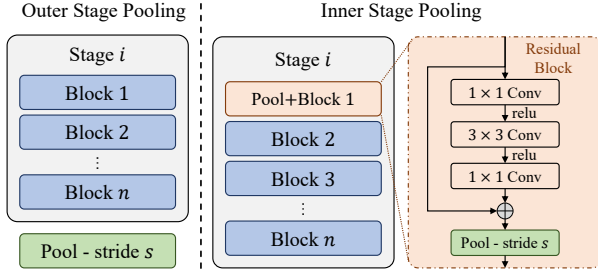 Outer Stage Pooling
Stage i
Block 1
Block 2
⋮
Block n
Pool - stride s
Inner Stage Pooling
Stage i
Pool+Block 1
Block 2
Block 3
⋮
Block n
Residual
Block
1 × 1 Conv
relu
3 × 3 Conv
relu
1 × 1 Conv
Pool - stride s